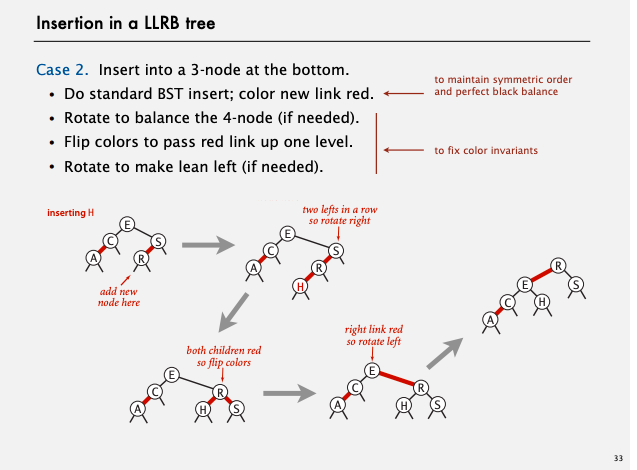 Insertion in a LLRB tree
Case 2. Insert into a 3-node at the bottom.
• Do standard BST insert; color new link red.
• Rotate to balance the 4-node (if needed).
• Flip colors to pass red link up one level.
• Rotate to make lean left (if needed).
to maintain symmetric order
and perfect black balance
to fix color invariants
inserting H
E
C
S
A
R
add new
node here
two lefts in a row
so rotate right
E
C
S
A
R
H
both children red
so flip colors
E
C
R
A
H
S
right link red
so rotate left
E
C
R
A
H
S
R
E
S
C
H
A
33